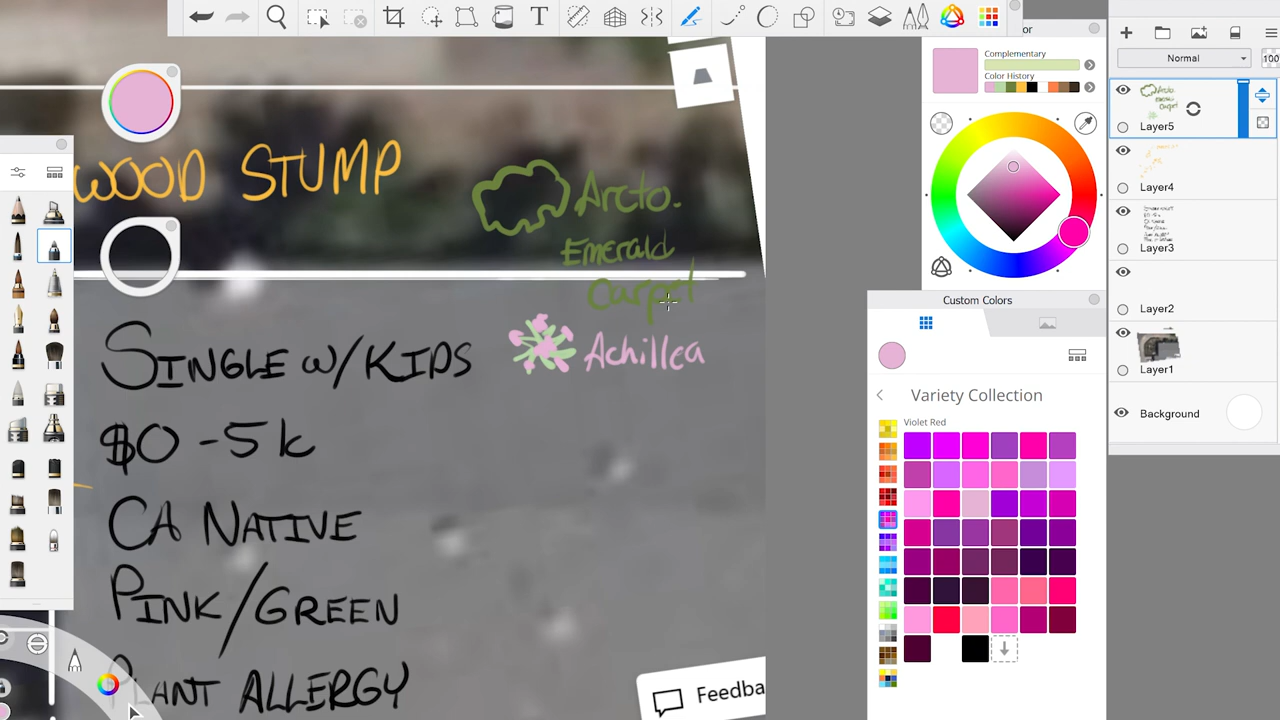 or
Complementary
Color History
Normal
100
Layer5
Layer4
Layer3
Layer2
Layer1
Background
WOOD STUMP
Arcto.
Emerald
Carpet
Achillea
SINGLE W/KIDS
$0-5k
CA NATIVE
PINK/GREEN
PLANT ALLERGY
Feedba
Custom Colors
Variety Collection
Violet Red